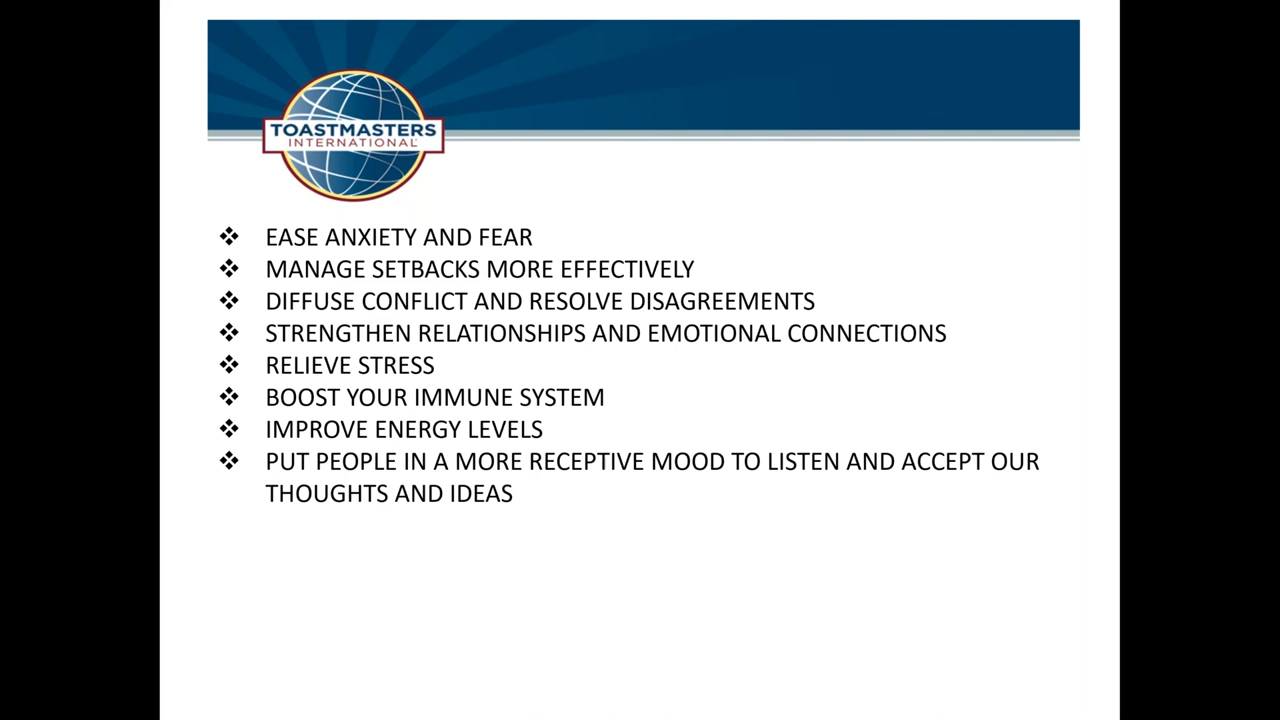 TOASTMASTERS
INTERNATIONAL
❖ EASE ANXIETY AND FEAR
❖ MANAGE SETBACKS MORE EFFECTIVELY
❖ DIFFUSE CONFLICT AND RESOLVE DISAGREEMENTS
❖ STRENGTHEN RELATIONSHIPS AND EMOTIONAL CONNECTIONS
❖ RELIEVE STRESS
❖ BOOST YOUR IMMUNE SYSTEM
❖ IMPROVE ENERGY LEVELS
❖ PUT PEOPLE IN A MORE RECEPTIVE MOOD TO LISTEN AND ACCEPT OUR
THOUGHTS AND IDEAS